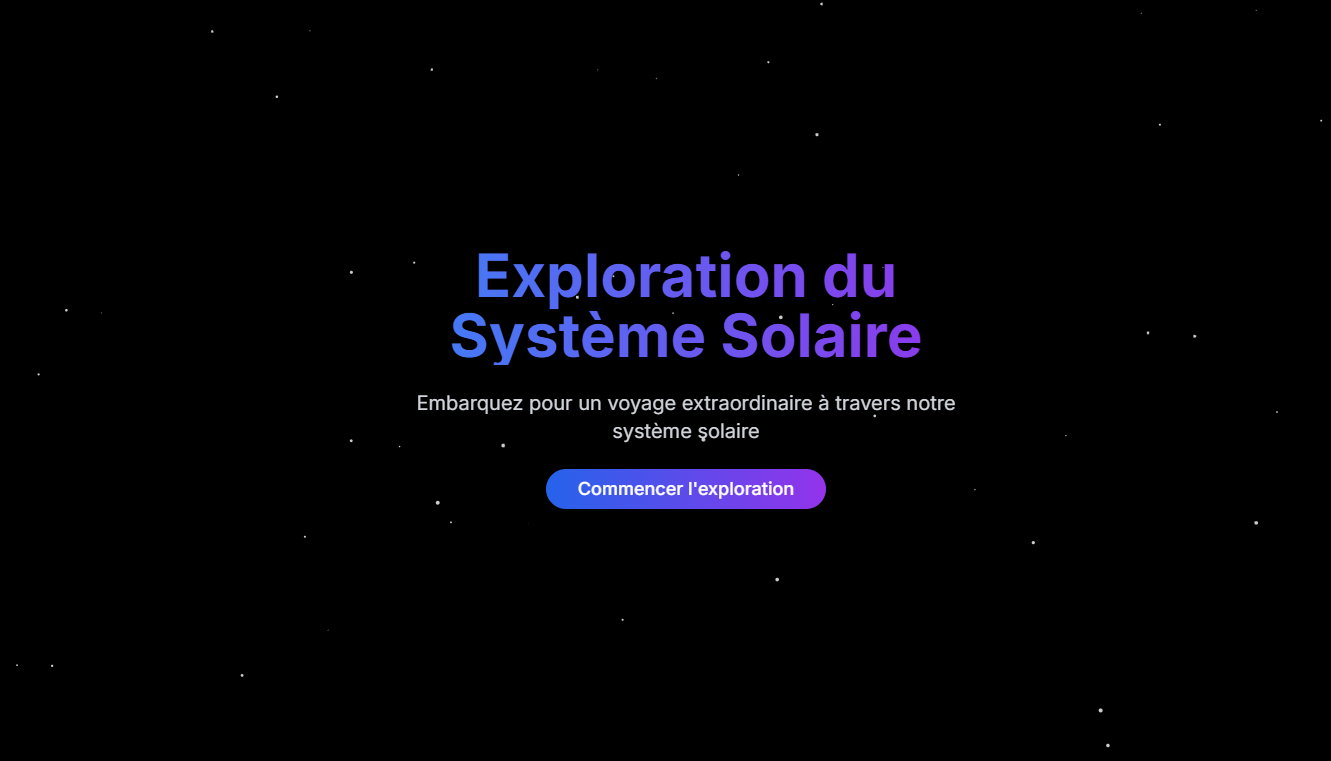 Exploration du
Système Solaire
Embarquez pour un voyage extraordinaire à travers notre
système solaire
Commencer l'exploration